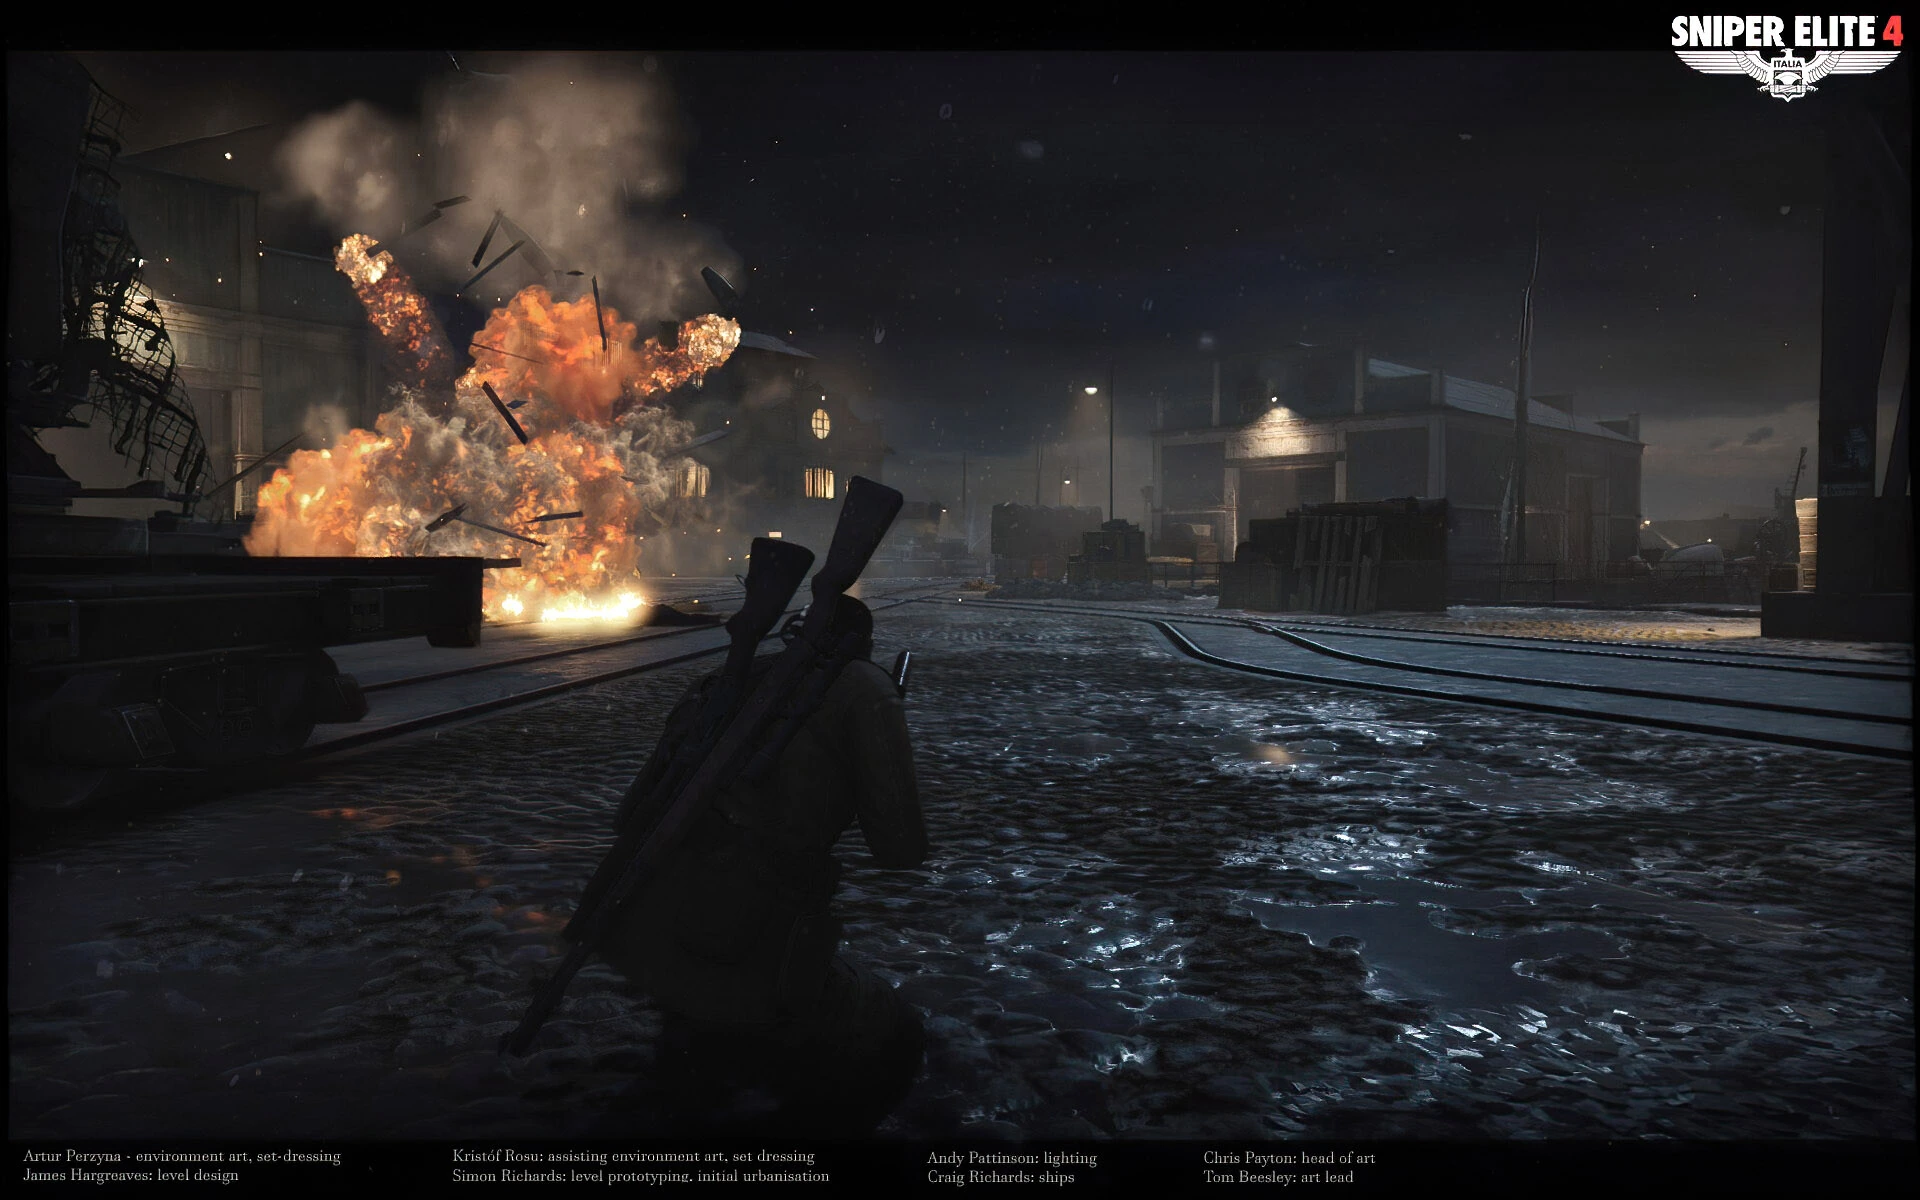 SNIPER ELITE 4
ITALIA
Artur Perzyna - environment art, set-dressing
James Hargreaves: level design
Kristóf Rosu: assisting environment art, set dressing
Simon Richards: level prototyping. initial urbanisation
Andy Pattinson: lighting
Craig Richards: ships
Chris Payton: head of art
Tom Beesley: art lead